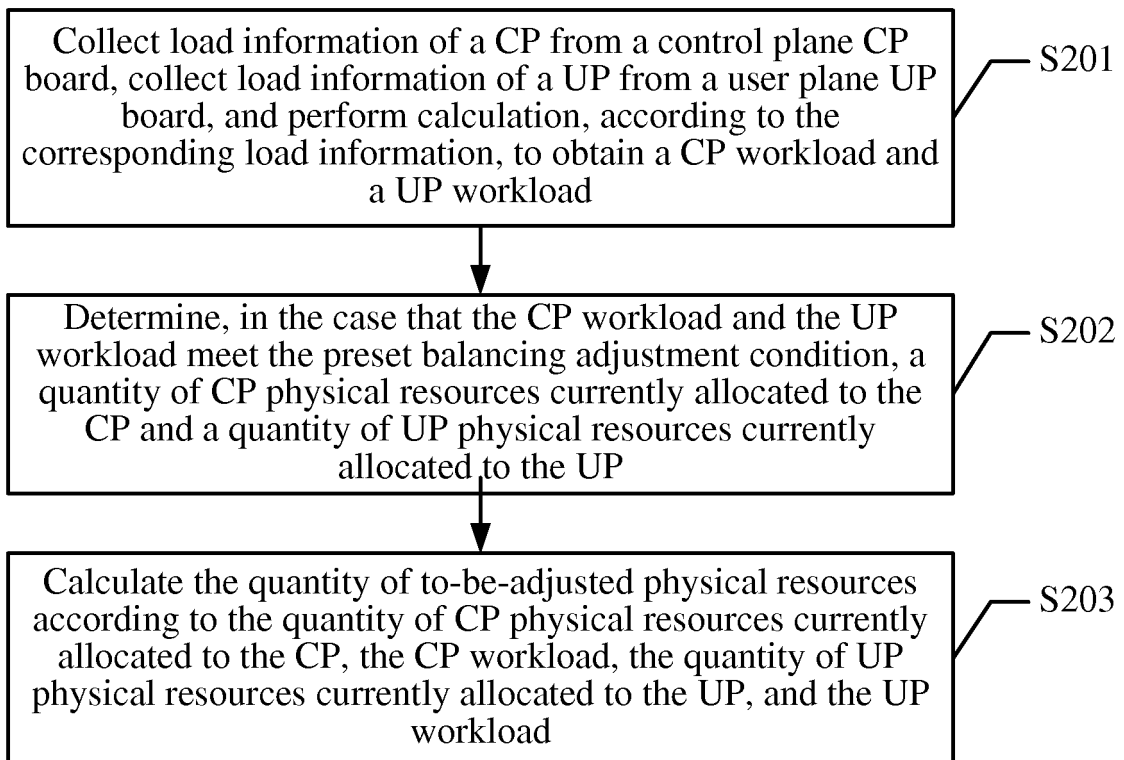 Collect load information of a CP from a control plane CP
board, collect load information of a UP from a user plane UP
board, and perform calculation, according to the
corresponding load information, to obtain a CP workload and
a UP workload
S201
Determine, in the case that the CP workload and the UP
workload meet the preset balancing adjustment condition, a
quantity of CP physical resources currently allocated to the
CP and a quantity of UP physical resources currently
allocated to the UP
S202
Calculate the quantity of to-be-adjusted physical resources
according to the quantity of CP physical resources currently
allocated to the CP, the CP workload, the quantity of UP
physical resources currently allocated to the UP, and the UP
workload
S203